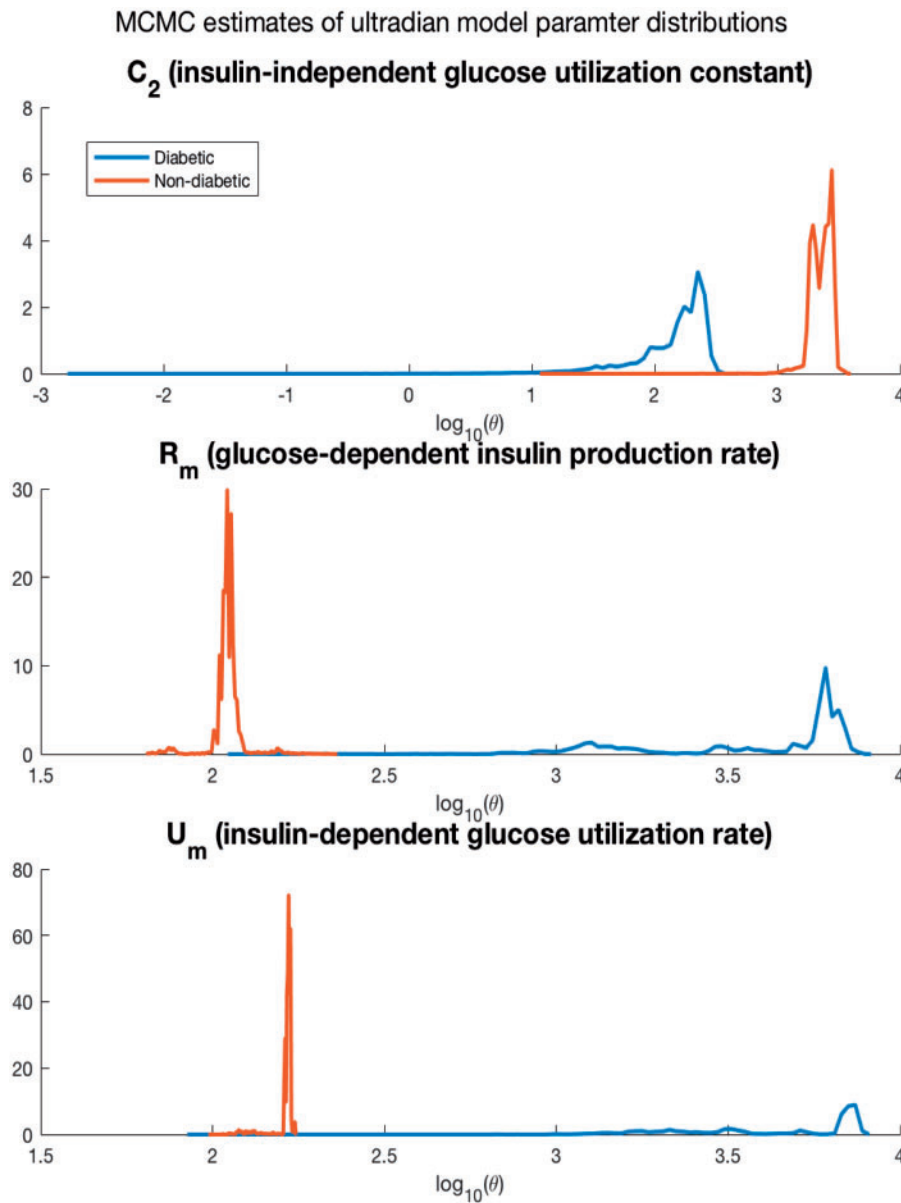 MCMC estimates of ultradian model paramter distributions
C2 (insulin-independent glucose utilization constant)
8
6
4
2
0
Diabetic
Non-diabetic
-3 -2 -1 0 1 2 3 4
log10(θ)
Rm (glucose-dependent insulin production rate)
30
20
10
0
1.5 2 2.5 3 3.5 4
log10(θ)
Um (insulin-dependent glucose utilization rate)
80
60
40
20
0
1.5 2 2.5 3 3.5 4
log10(θ)